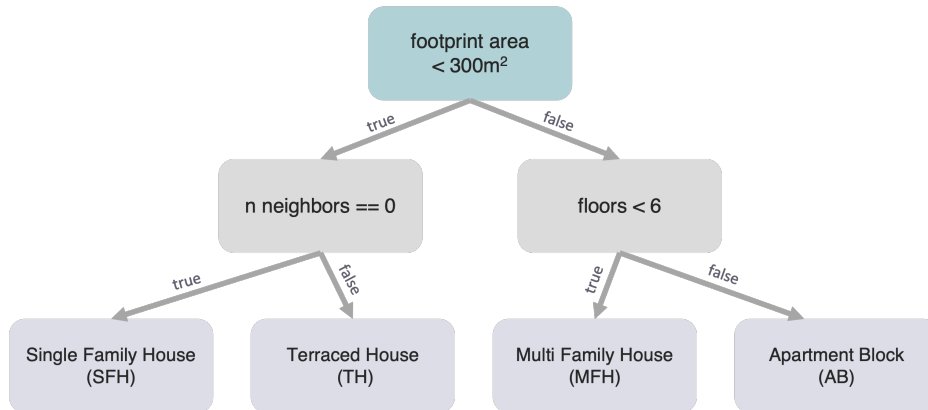 footprint area
< 300m²
true
false
n neighbors == 0
floors < 6
true
false
true
false
Single Family House
(SFH)
Terraced House
(TH)
Multi Family House
(MFH)
Apartment Block
(AB)